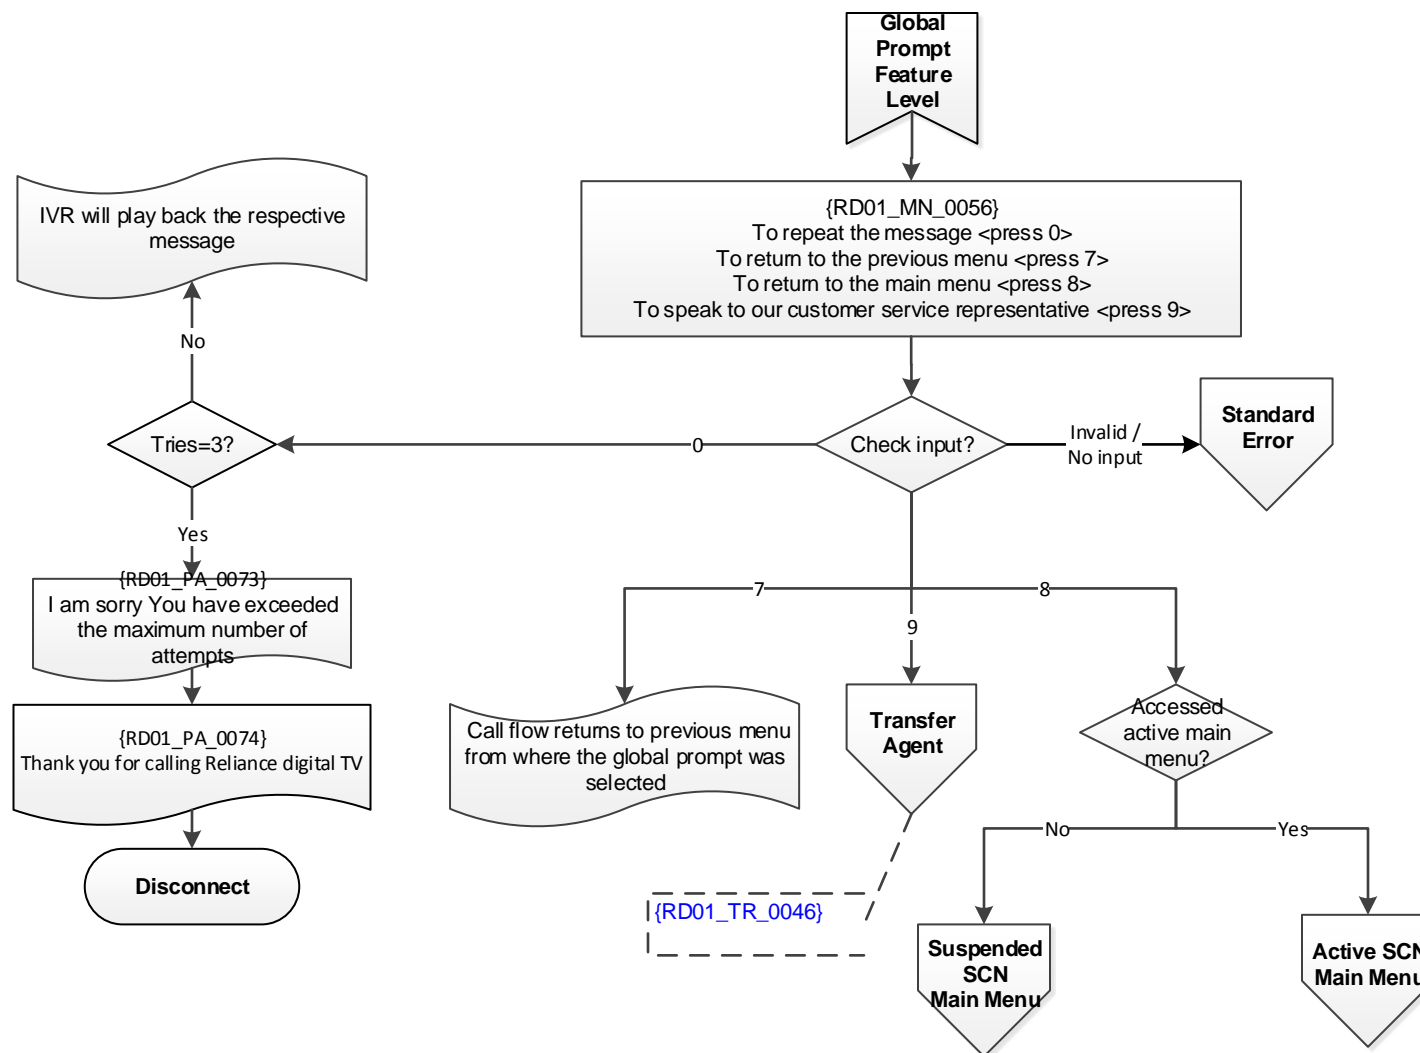 Global
Prompt
Feature
Level
{RD01_MN_0056}
To repeat the message <press 0>
To return to the previous menu <press 7>
To return to the main menu <press 8>
To speak to our customer service representative <press 9>
IVR will play back the respective
message
No
Tries=3?
0
Check input?
Invalid /
No input
Standard
Error
Yes
{RD01_PA_0073}
I am sorry You have exceeded
the maximum number of
attempts
{RD01_PA_0074}
Thank you for calling Reliance digital TV
Disconnect
7
9
8
Call flow returns to previous menu
from where the global prompt was
selected
Transfer
Agent
Accessed
active main
menu?
No
Yes
{RD01_TR_0046}
Suspended
SCN
Main Menu
Active SCN
Main Menu